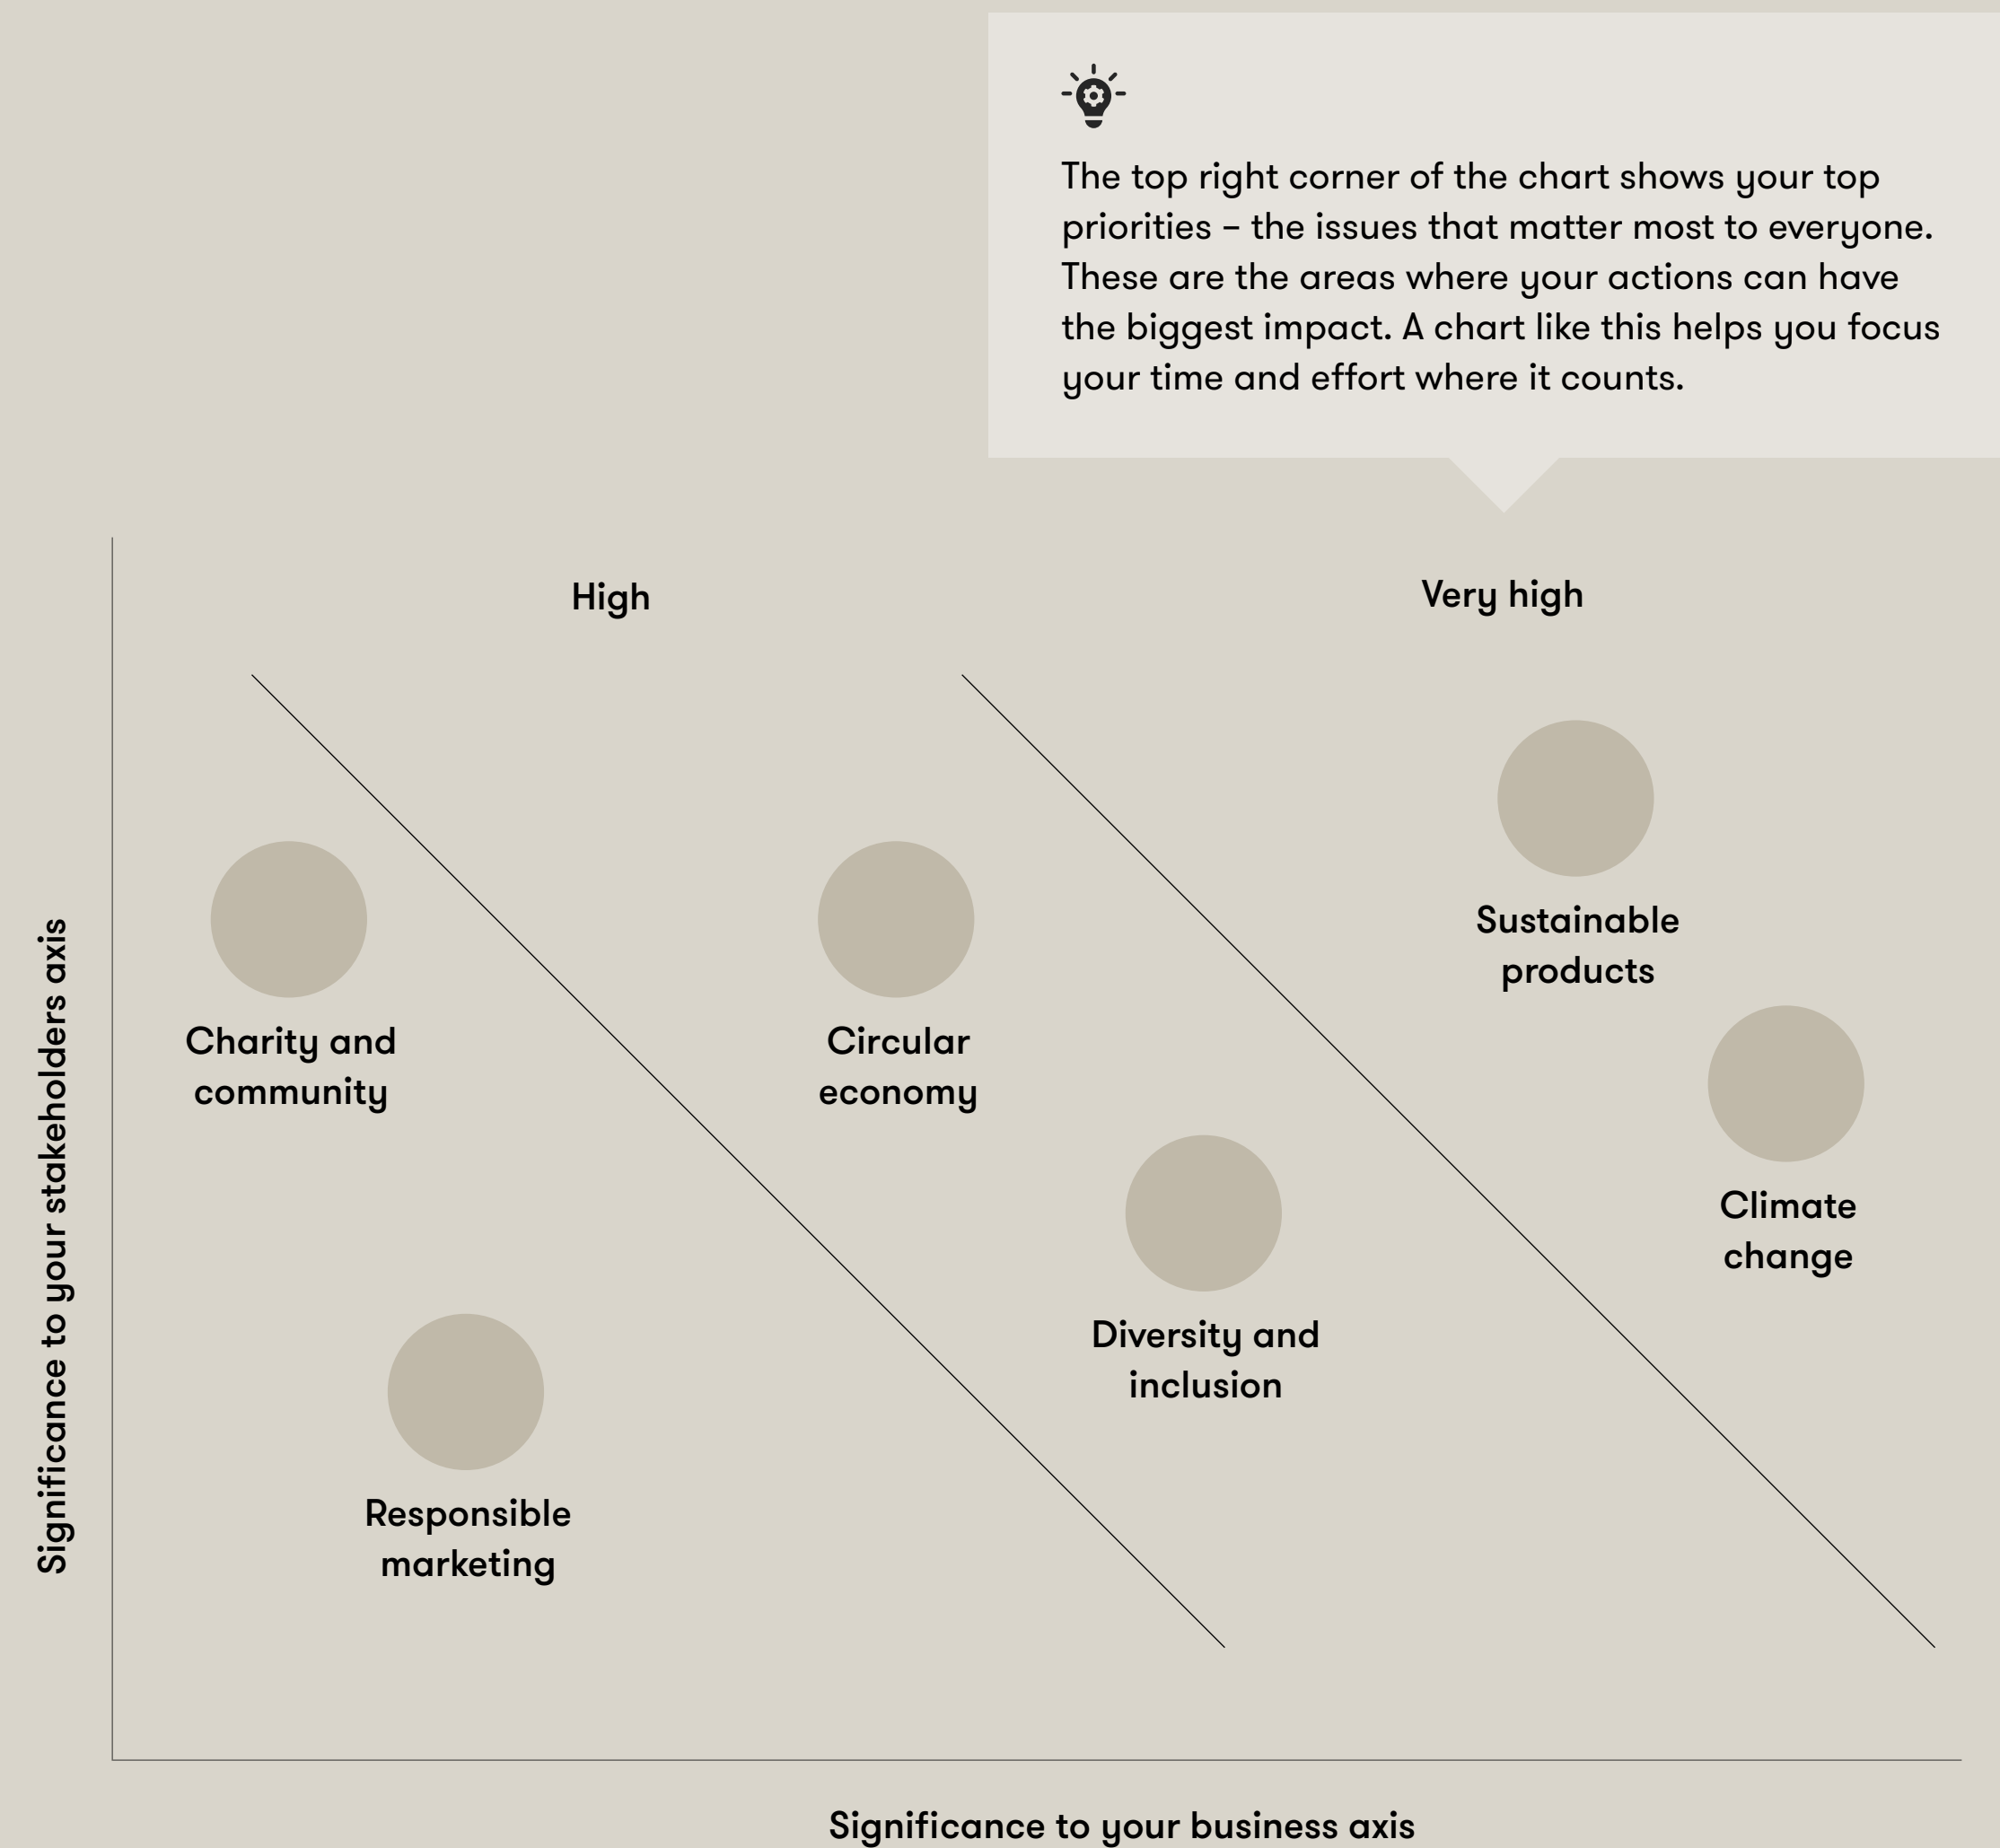 The top right corner of the chart shows your top
priorities – the issues that matter most to everyone.
These are the areas where your actions can have
the biggest impact. A chart like this helps you focus
your time and effort where it counts.
High
Very high
Sustainable
products
Charity and
community
Circular
economy
Climate
change
Diversity and
inclusion
Responsible
marketing
Significance to your stakeholders axis
Significance to your business axis